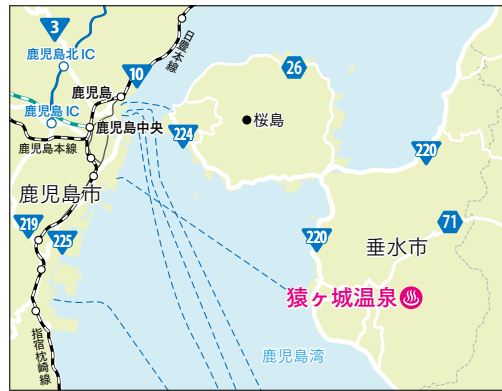 3
鹿児島北IC
日豊本線
10
26
鹿児島
鹿児島IC
鹿児島中央
桜島
224
鹿児島本線
220
鹿児島市
219
225
220
71
垂水市
猿ヶ城温泉
指宿枕崎線
鹿児島湾